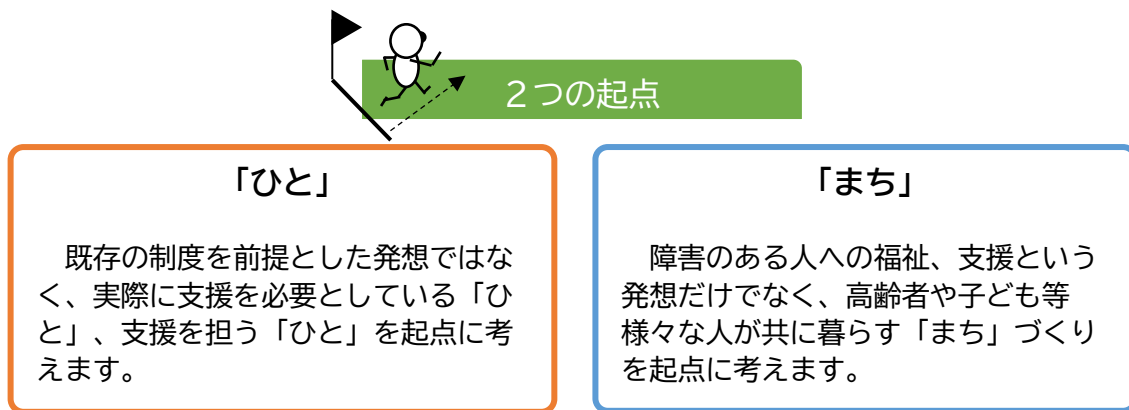 ２つの起点
「ひと」
　既存の制度を前提とした発想ではな
く、実際に支援を必要としている「ひ
と」、支援を担う「ひと」を起点に考
えます。
「まち」
　障害のある人への福祉、支援という
発想だけでなく、高齢者や子ども等
様々な人が共に暮らす「まち」づくり
を起点に考えます。